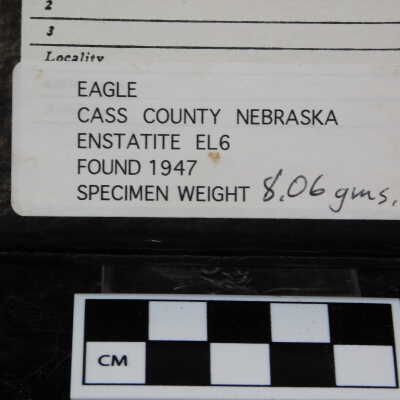 2
3
Locality
EAGLE
CASS COUNTY NEBRASKA
ENSTATITE EL6
FOUND 1947
SPECIMEN WEIGHT 8.06 gms.
CM